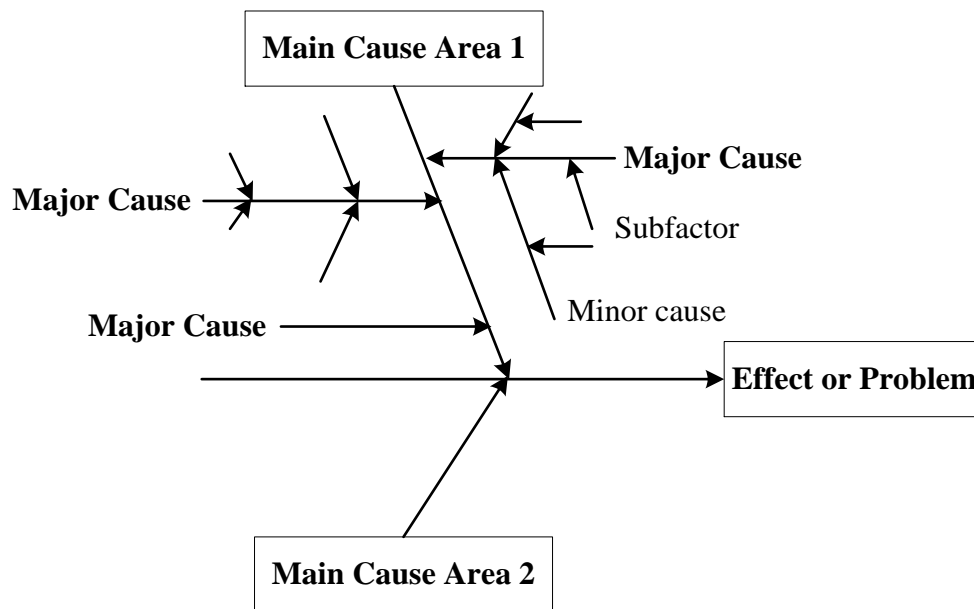 Main Cause Area 1
Major Cause
Major Cause
Subfactor
Minor cause
Major Cause
Effect or Problem
Main Cause Area 2